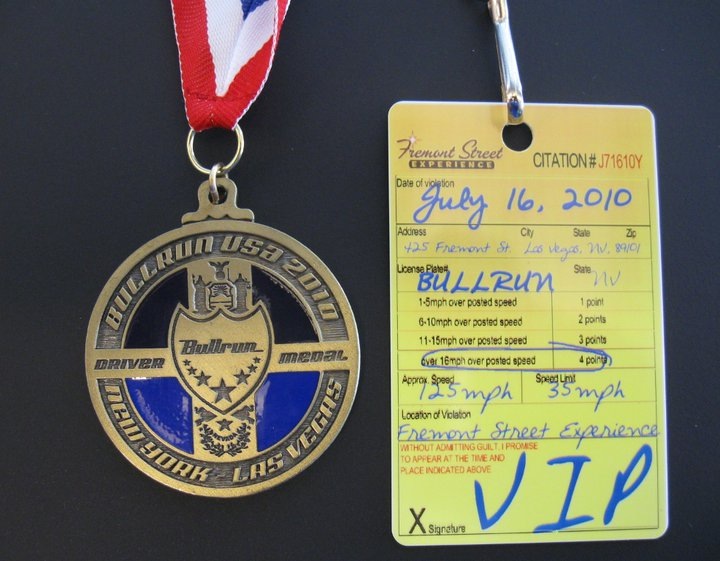 BULLRUN USA 2010
Bullrun
DRIVER MEDAL
NEW YORK - LAS VEGAS
Fremont Street
EXPERIENCE
CITATION# J71610Y
Date of violation
July 16, 2010
Address City State Zip
425 Fremont St. Las Vegas, NV, 89101
License Plate# State
BULLRUN NV
1-5mph over posted speed 1 point
6-10mph over posted speed 2 points
11-15mph over posted speed 3 points
over 16mph over posted speed 4 points
Approx. Speed Speed Limit
125mph 35mph
Location of Violation
Fremont Street Experience
WITHOUT ADMITTING GUILT, I PROMISE
TO APPEAR AT THE TIME AND
PLACE INDICATED ABOVE
VIP
X Signature